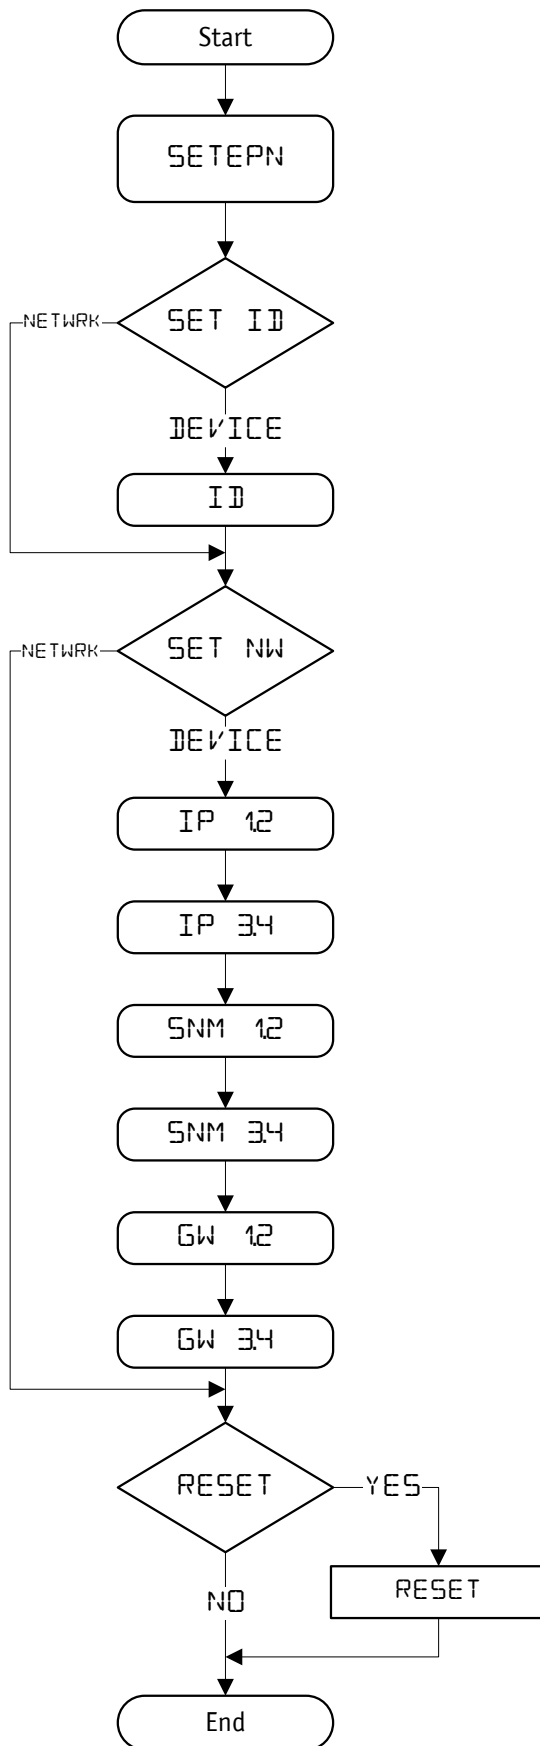 Start
SETEPN
SET ID
NETWRK
DEVICE
ID
SET NW
NETWRK
DEVICE
IP 1.2
IP 3.4
SNM 1.2
SNM 3.4
GW 1.2
GW 3.4
RESET
YES
RESET
NO
End